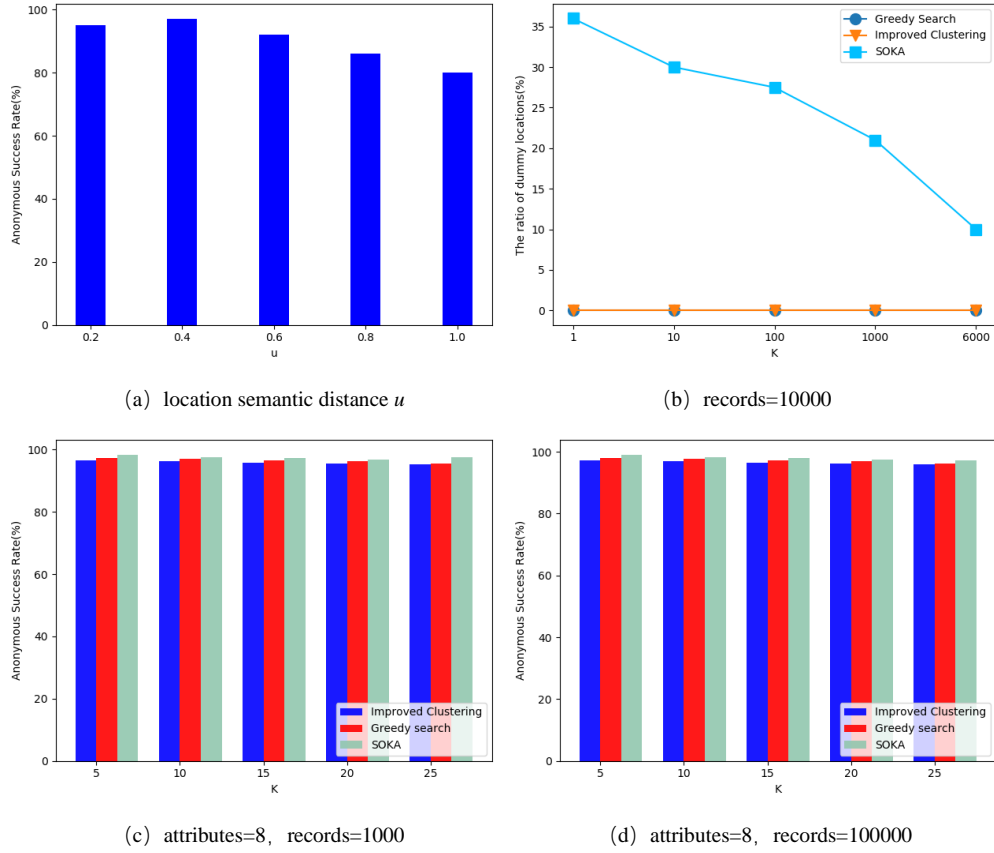 100
80
60
40
20
0
Anonymous Success Rate(%)
0.2 0.4 0.6 0.8 1.0
u
(a) location semantic distance u
35
30
25
20
15
10
5
0
The ratio of dummy locations(%)
Greedy Search
Improved Clustering
SOKA
1 10 100 1000 6000
K
(b) records=10000
100
80
60
40
20
0
Anonymous Success Rate(%)
Improved Clustering
Greedy search
SOKA
5 10 15 20 25
K
(c) attributes=8, records=1000
100
80
60
40
20
0
Anonymous Success Rate(%)
Improved Clustering
Greedy search
SOKA
5 10 15 20 25
K
(d) attributes=8, records=100000